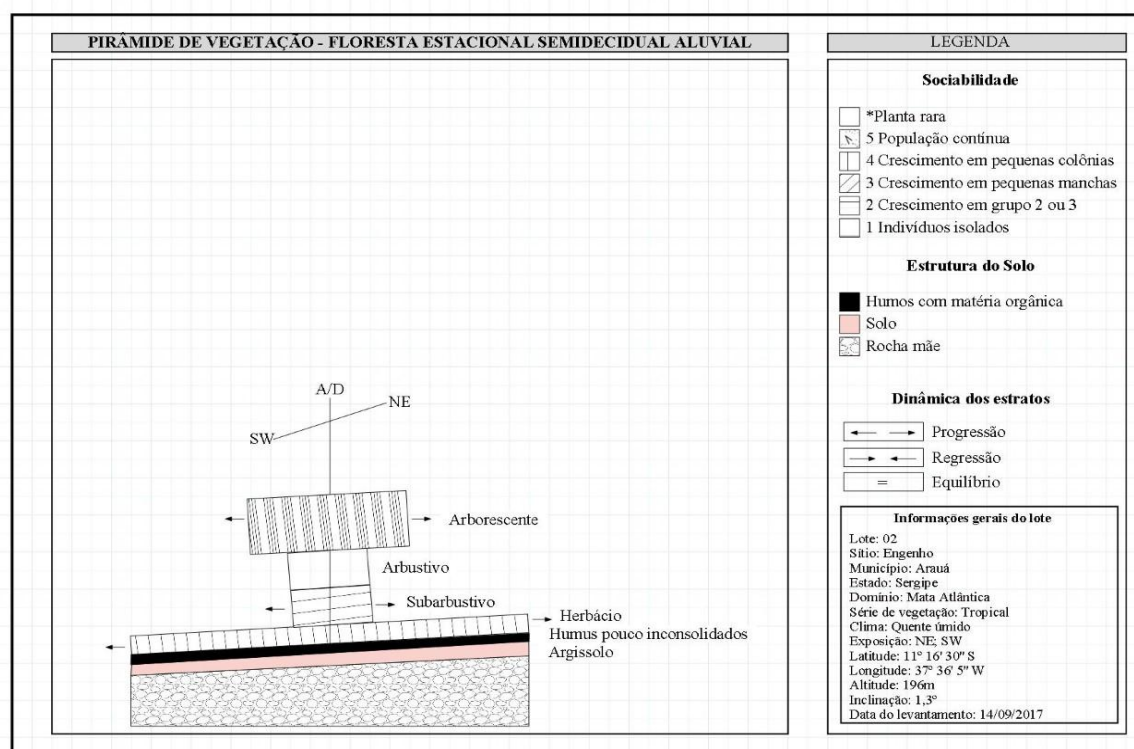 PIRÂMIDE DE VEGETAÇÃO - FLORESTA ESTACIONAL SEMIDECIDUAL ALUVIAL
A/D
NE
SW
Arborescente
Arbustivo
Subarbustivo
Herbácio
Humus pouco inconsolidados
Argissolo
LEGENDA
Sociabilidade
*Planta rara
5 População contínua
4 Crescimento em pequenas colônias
3 Crescimento em pequenas manchas
2 Crescimento em grupo 2 ou 3
1 Indivíduos isolados
Estrutura do Solo
Humos com matéria orgânica
Solo
Rocha mãe
Dinâmica dos estratos
Progressão
Regressão
= Equilíbrio
Informações gerais do lote
Lote: 02
Sítio: Engenho
Município: Arauá
Estado: Sergipe
Domínio: Mata Atlântica
Série de vegetação: Tropical
Clima: Quente úmido
Exposição: NE; SW
Latitude: 11° 16' 30" S
Longitude: 37° 36' 5" W
Altitude: 196m
Inclinação: 1,3°
Data do levantamento: 14/09/2017